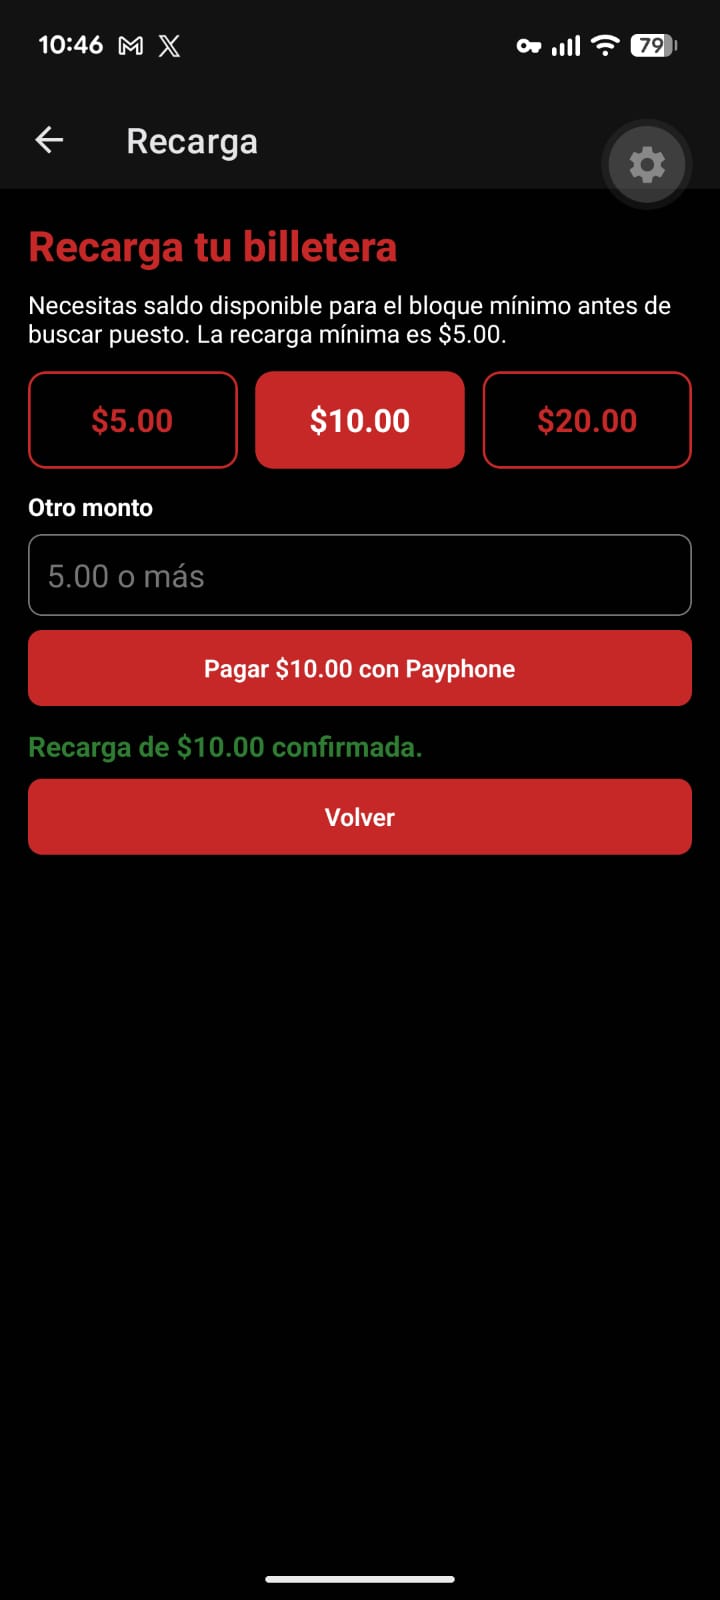 10:46
79
Recarga
Recarga tu billetera
Necesitas saldo disponible para el bloque mínimo antes de
buscar puesto. La recarga mínima es $5.00.
$5.00 $10.00 $20.00
Otro monto
5.00 o más
Pagar $10.00 con Payphone
Recarga de $10.00 confirmada.
Volver